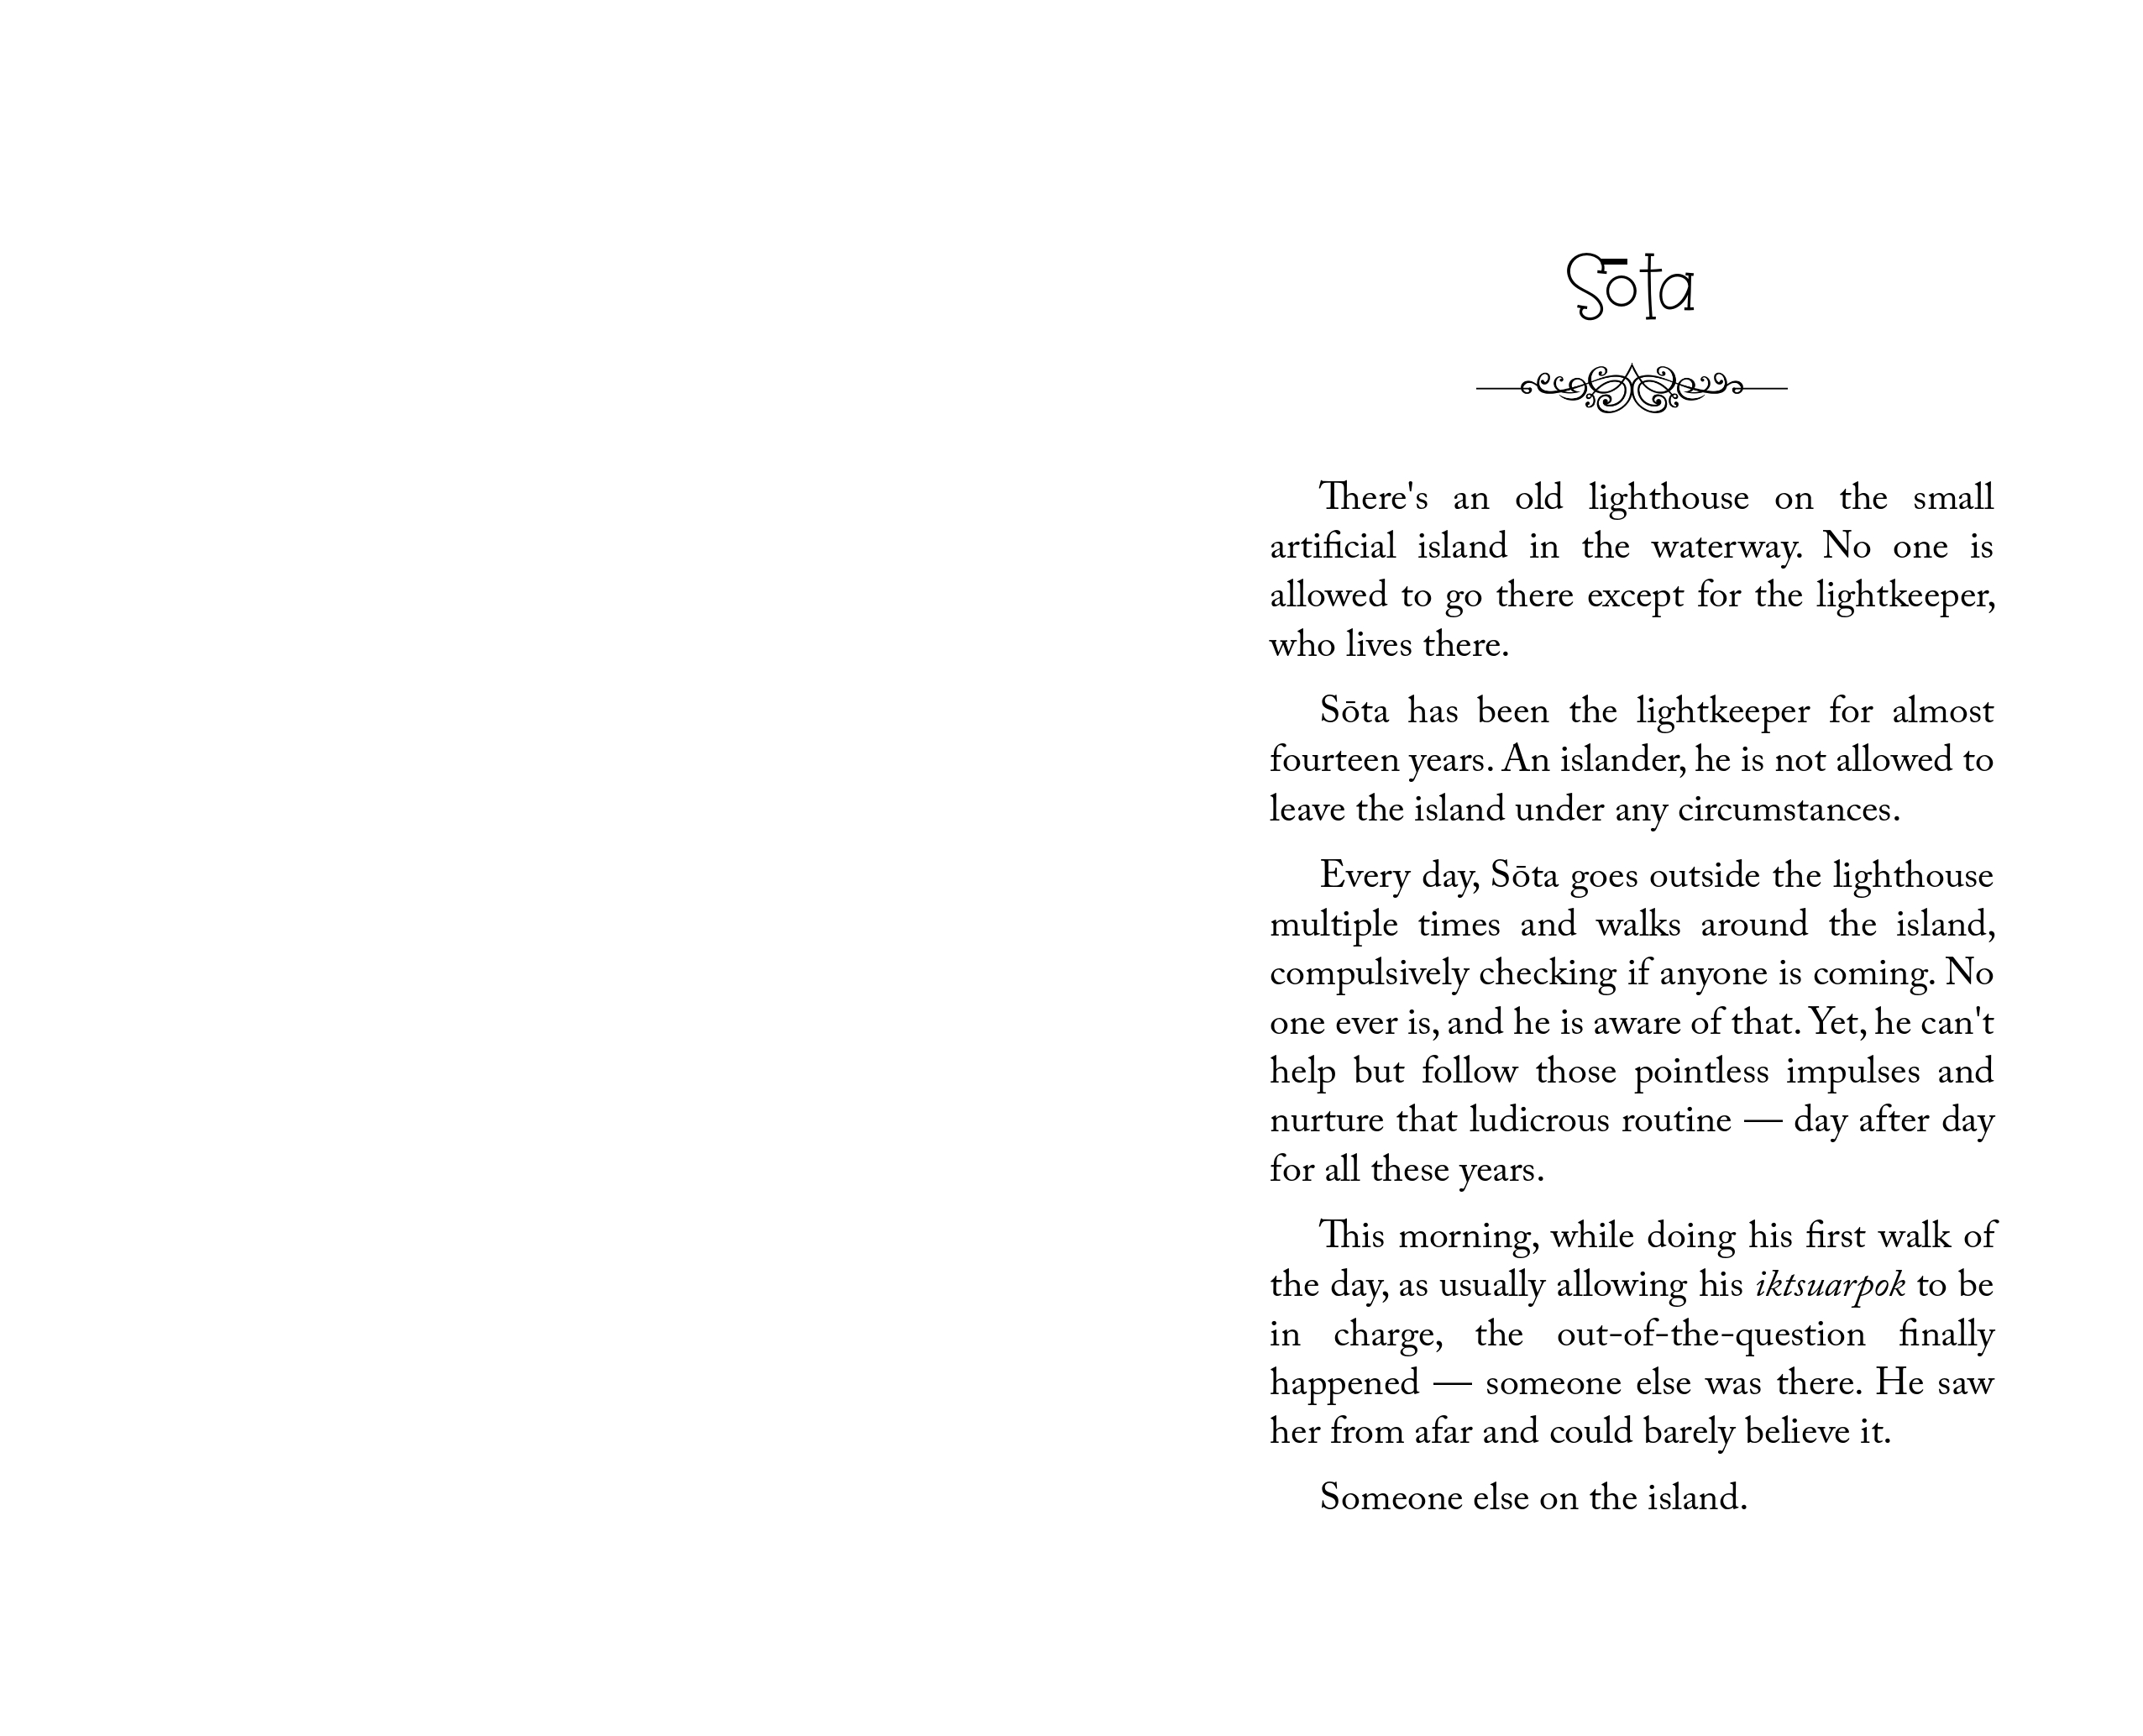 Sōta
There's an old lighthouse on the small
artificial island in the waterway. No one is
allowed to go there except for the lightkeeper,
who lives there.
Sōta has been the lightkeeper for almost
fourteen years. An islander, he is not allowed to
leave the island under any circumstances.
Every day, Sōta goes outside the lighthouse
multiple times and walks around the island,
compulsively checking if anyone is coming. No
one ever is, and he is aware of that. Yet, he can't
help but follow those pointless impulses and
nurture that ludicrous routine — day after day
for all these years.
This morning, while doing his first walk of
the day, as usually allowing his iktsuarpok to be
in charge, the out-of-the-question finally
happened — someone else was there. He saw
her from afar and could barely believe it.
Someone else on the island.